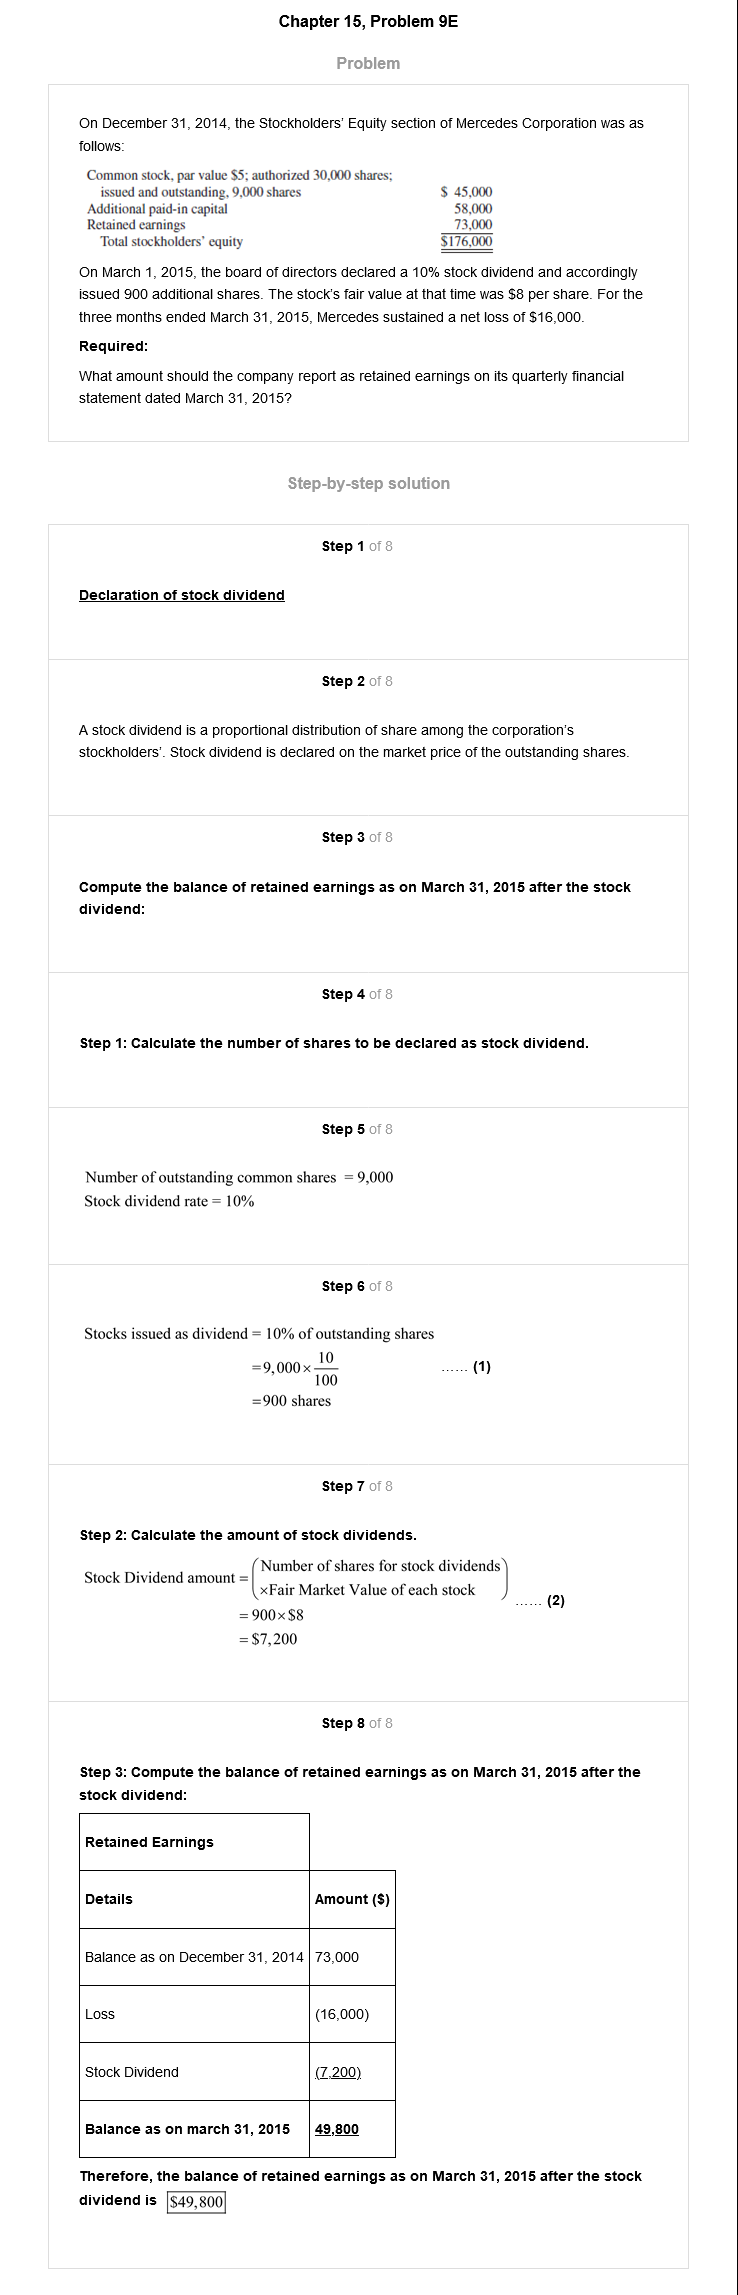 Chapter 15, Problem 9E
Problem
On December 31, 2014, the Stockholders' Equity section of Mercedes Corporation was as
follows:
Common stock, par value $5; authorized 30,000 shares;
issued and outstanding, 9,000 shares $ 45,000
Additional paid-in capital 58,000
Retained earnings 73,000
Total stockholders' equity $176,000
On March 1, 2015, the board of directors declared a 10% stock dividend and accordingly
issued 900 additional shares. The stock's fair value at that time was $8 per share. For the
three months ended March 31, 2015, Mercedes sustained a net loss of $16,000.
Required:
What amount should the company report as retained earnings on its quarterly financial
statement dated March 31, 2015?
Step-by-step solution
Step 1 of 8
Declaration of stock dividend
Step 2 of 8
A stock dividend is a proportional distribution of share among the corporation's
stockholders'. Stock dividend is declared on the market price of the outstanding shares.
Step 3 of 8
Compute the balance of retained earnings as on March 31, 2015 after the stock
dividend:
Step 4 of 8
Step 1: Calculate the number of shares to be declared as stock dividend.
Step 5 of 8
Number of outstanding common shares = 9,000
Stock dividend rate = 10%
Step 6 of 8
Stocks issued as dividend = 10% of outstanding shares
=9,000×10/100 ...... (1)
=900 shares
Step 7 of 8
Step 2: Calculate the amount of stock dividends.
Stock Dividend amount = (Number of shares for stock dividends
×Fair Market Value of each stock) ...... (2)
= 900×$8
= $7,200
Step 8 of 8
Step 3: Compute the balance of retained earnings as on March 31, 2015 after the
stock dividend:
Retained Earnings
Details Amount ($)
Balance as on December 31, 2014 73,000
Loss (16,000)
Stock Dividend (7,200)
Balance as on march 31, 2015 49,800
Therefore, the balance of retained earnings as on March 31, 2015 after the stock
dividend is $49,800